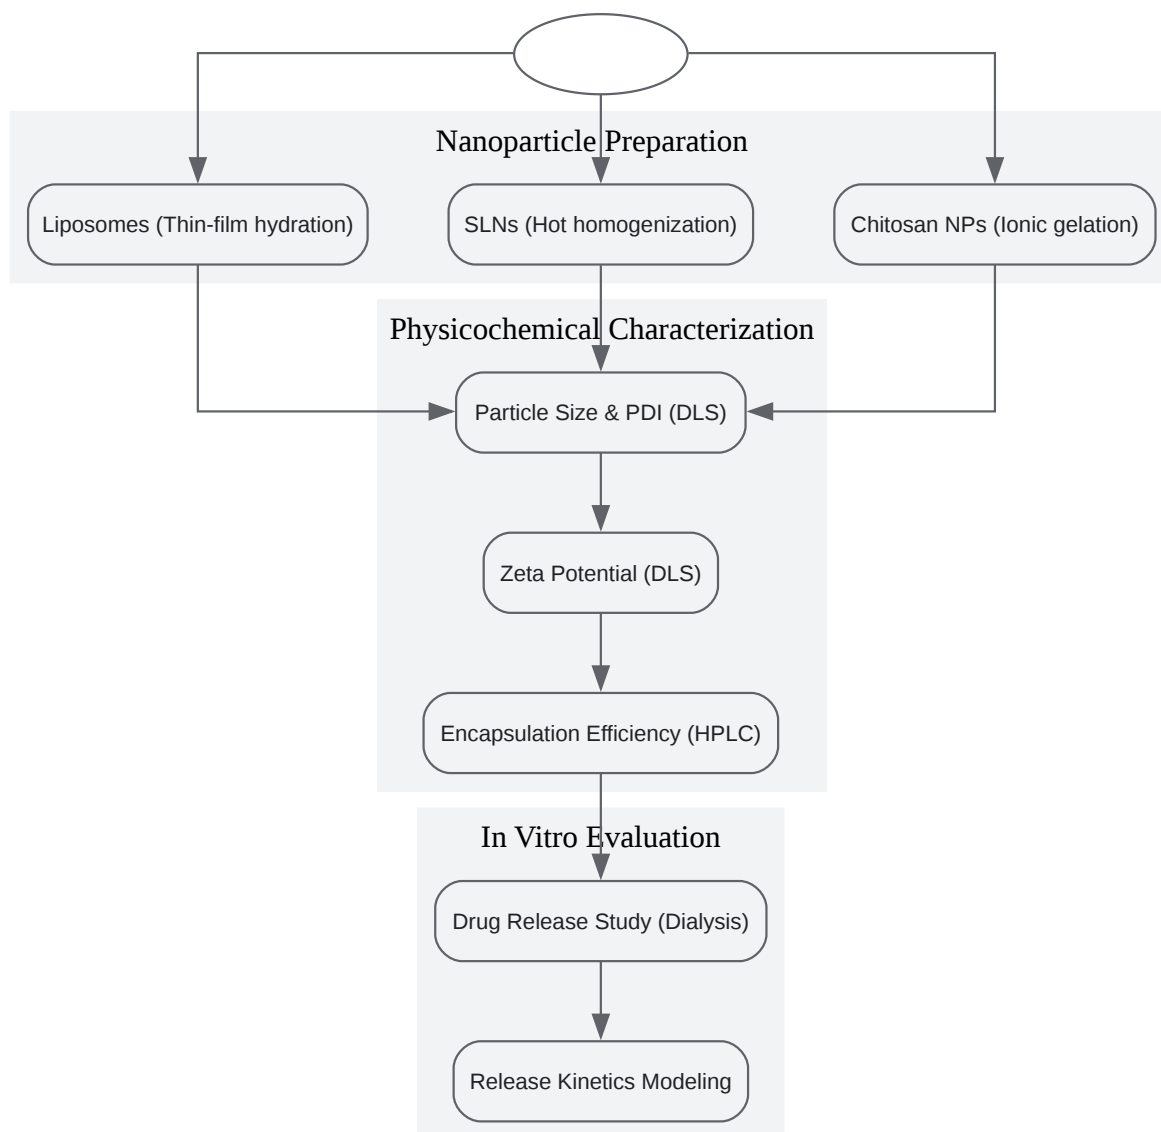 Nanoparticle Preparation
Liposomes (Thin-film hydration)
SLNs (Hot homogenization)
Chitosan NPs (Ionic gelation)
Physicochemical Characterization
Particle Size & PDI (DLS)
Zeta Potential (DLS)
Encapsulation Efficiency (HPLC)
In Vitro Evaluation
Drug Release Study (Dialysis)
Release Kinetics Modeling